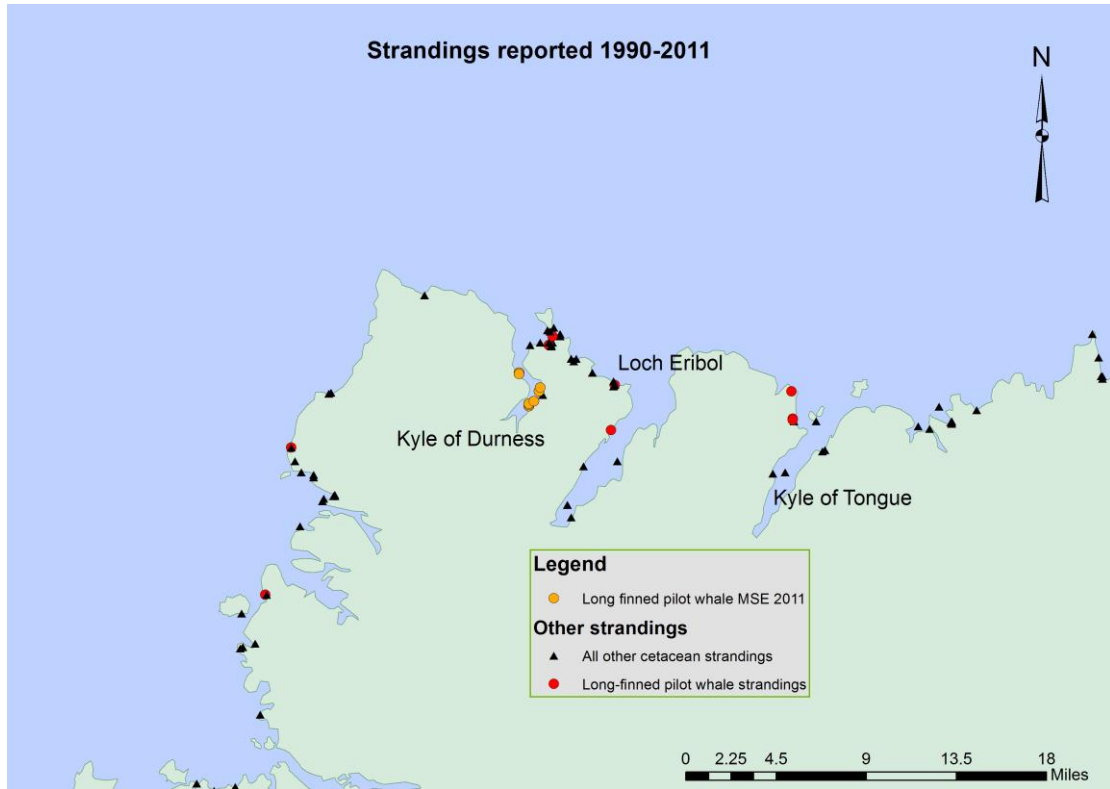 Strandings reported 1990-2011
N
Loch Eribol
Kyle of Durness
Kyle of Tongue
Legend
Long finned pilot whale MSE 2011
Other strandings
All other cetacean strandings
Long-finned pilot whale strandings
0 2.25 4.5 9 13.5 18
Miles